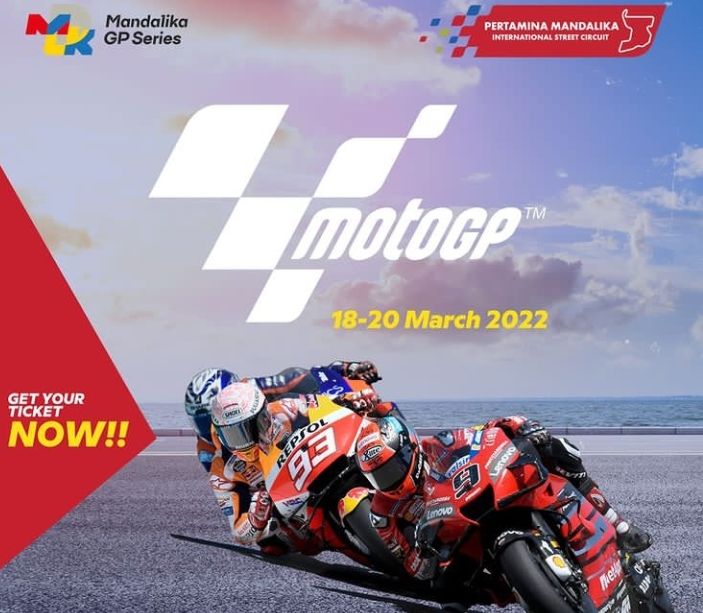 Mandalika
GP Series
PERTAMINA MANDALIKA
INTERNATIONAL STREET CIRCUIT
motoGP™
18-20 March 2022
GET YOUR
TICKET
NOW!!
REPSOL
93
Lenovo
Lenovo